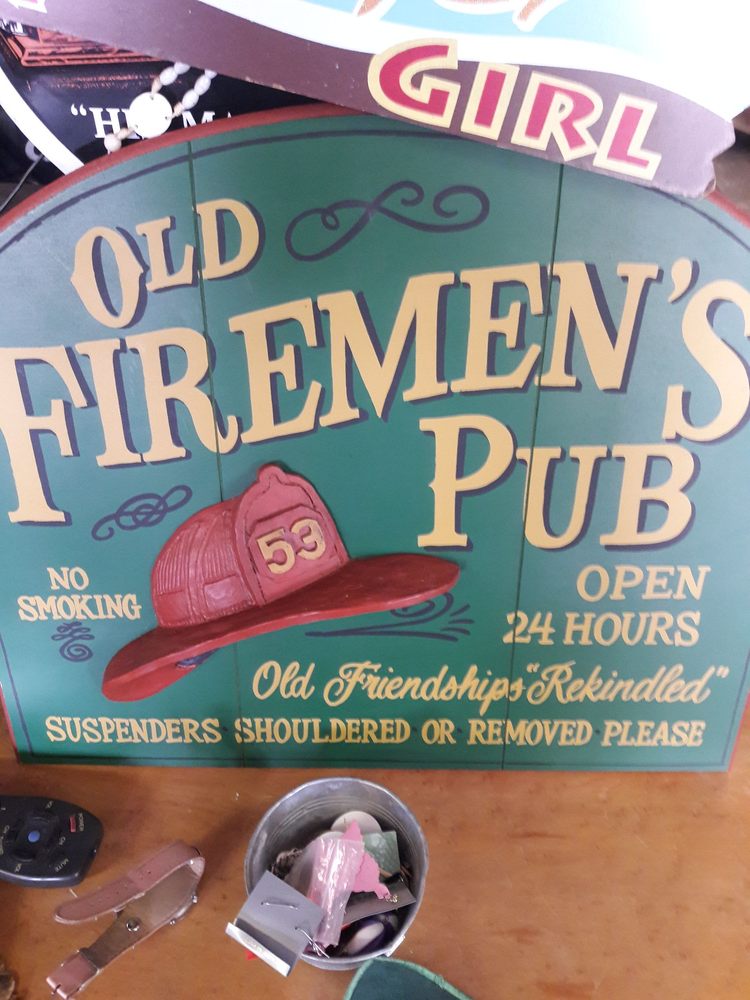 GIRL
OLD
FIREMEN'S
PUB
53
NO
SMOKING
OPEN
24 HOURS
Old Friendships "Rekindled"
SUSPENDERS SHOULDERED OR REMOVED PLEASE